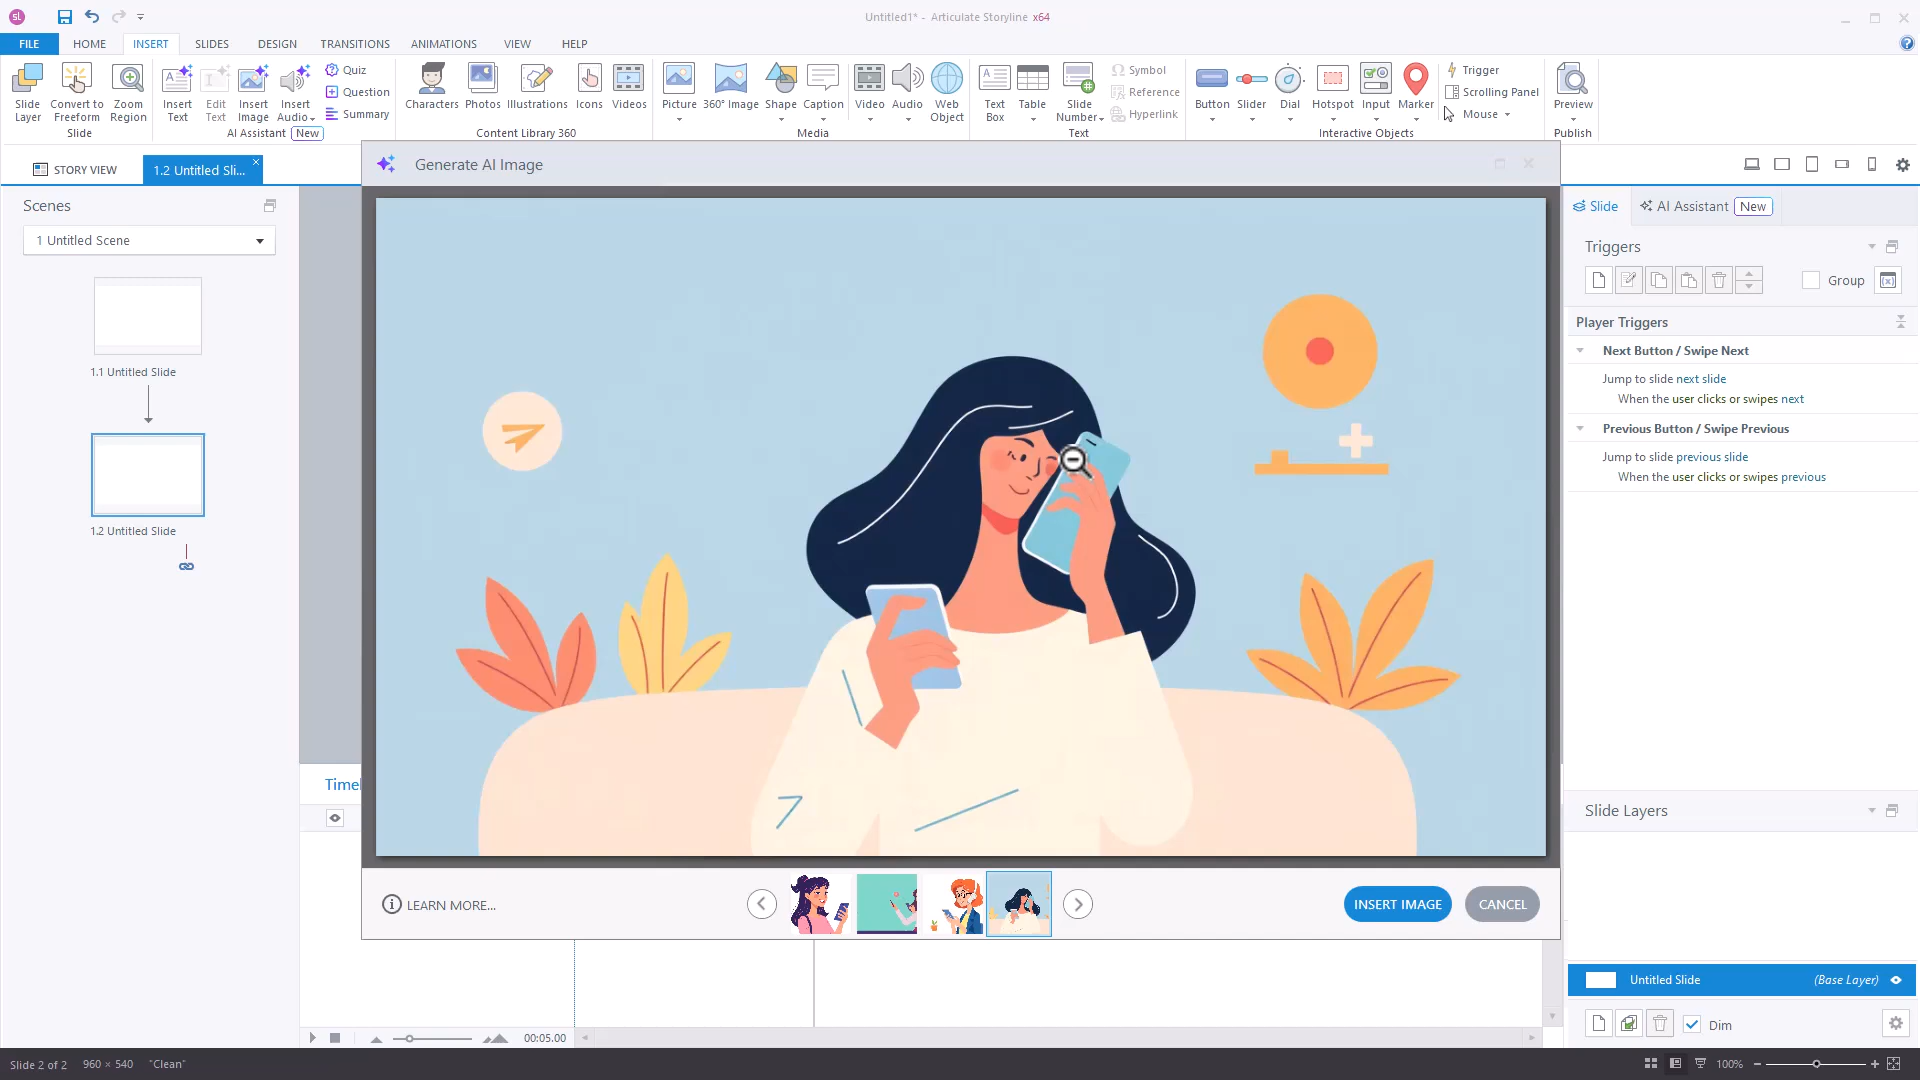 sl
Untitled1* - Articulate Storyline x64
FILE HOME INSERT SLIDES DESIGN TRANSITIONS ANIMATIONS VIEW HELP
Slide Layer
Convert to Freeform
Zoom Region
Slide
Insert Text
Edit Text
Insert Image
Insert Audio
Quiz
Question
Summary
AI Assistant New
Characters
Photos
Illustrations
Icons
Videos
Content Library 360
Picture
360° Image
Shape
Caption
Video
Audio
Web Object
Media
Text Box
Table
Slide Number
Symbol
Reference
Hyperlink
Text
Button
Slider
Dial
Hotspot
Input
Marker
Trigger
Scrolling Panel
Mouse
Interactive Objects
Preview
Publish
STORY VIEW
1.2 Untitled Sli...
Generate AI Image
Scenes
1 Untitled Scene
1.1 Untitled Slide
1.2 Untitled Slide
Slide
AI Assistant New
Triggers
Group
Player Triggers
Next Button / Swipe Next
Jump to slide next slide
When the user clicks or swipes next
Previous Button / Swipe Previous
Jump to slide previous slide
When the user clicks or swipes previous
Timel
LEARN MORE...
INSERT IMAGE
CANCEL
Slide Layers
Untitled Slide (Base Layer)
Dim
00:05.00
Slide 2 of 2 960 × 540 "Clean"
100%